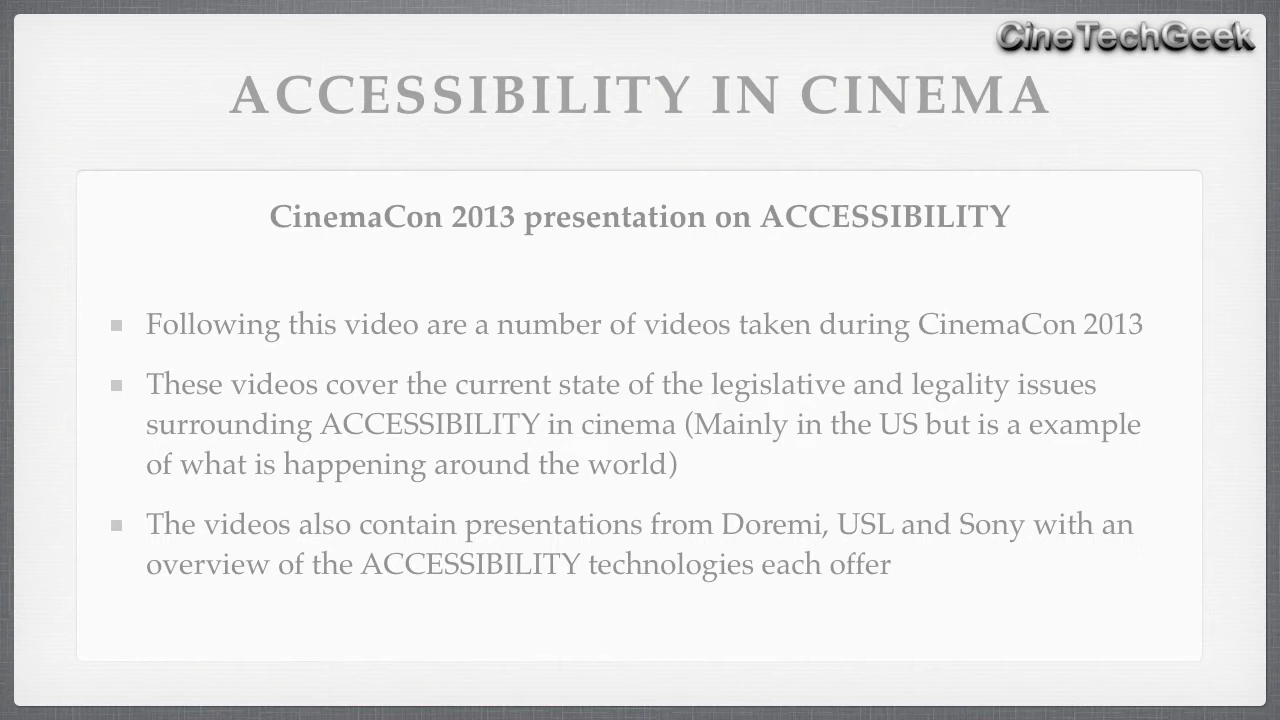 CineTechGeek
ACCESSIBILITY IN CINEMA
CinemaCon 2013 presentation on ACCESSIBILITY
Following this video are a number of videos taken during CinemaCon 2013
These videos cover the current state of the legislative and legality issues
surrounding ACCESSIBILITY in cinema (Mainly in the US but is a example
of what is happening around the world)
The videos also contain presentations from Doremi, USL and Sony with an
overview of the ACCESSIBILITY technologies each offer